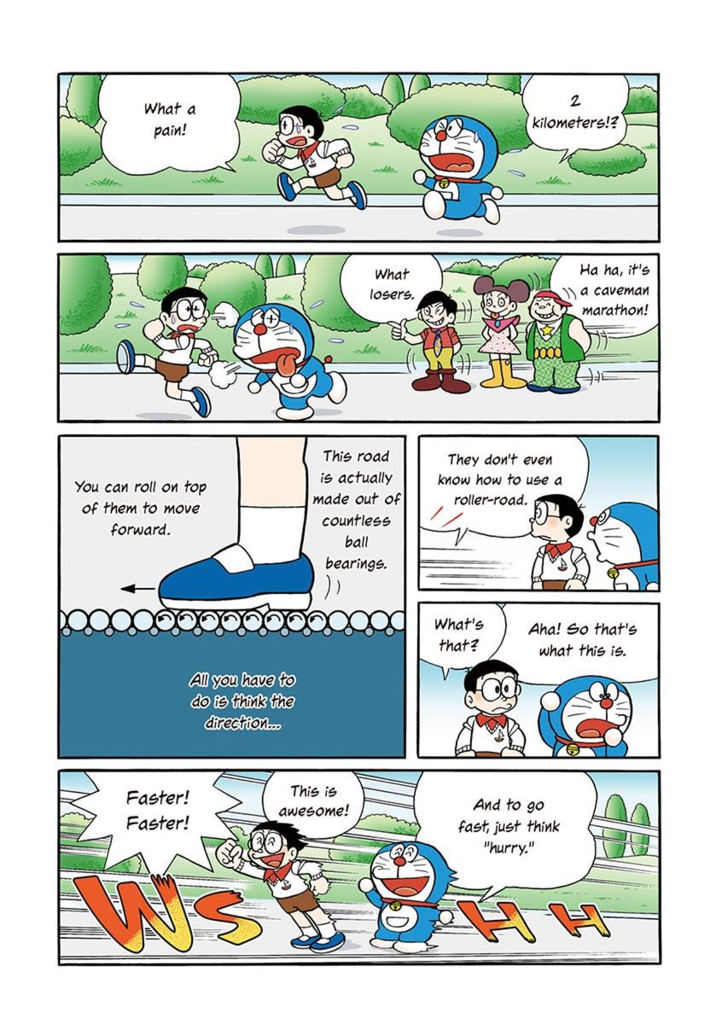 2
kilometers!?
What a
pain!
Ha ha, it's
a caveman
marathon!
What
losers.
They don't even
know how to use a
roller-road.
Aha! So that's
what this is.
What's
that?
This road
is actually
made out of
countless
ball
bearings.
You can roll on top
of them to move
forward.
All you have to
do is think the
direction...
And to go
fast, just think
"hurry."
This is
awesome!
Faster!
Faster!
WSHH